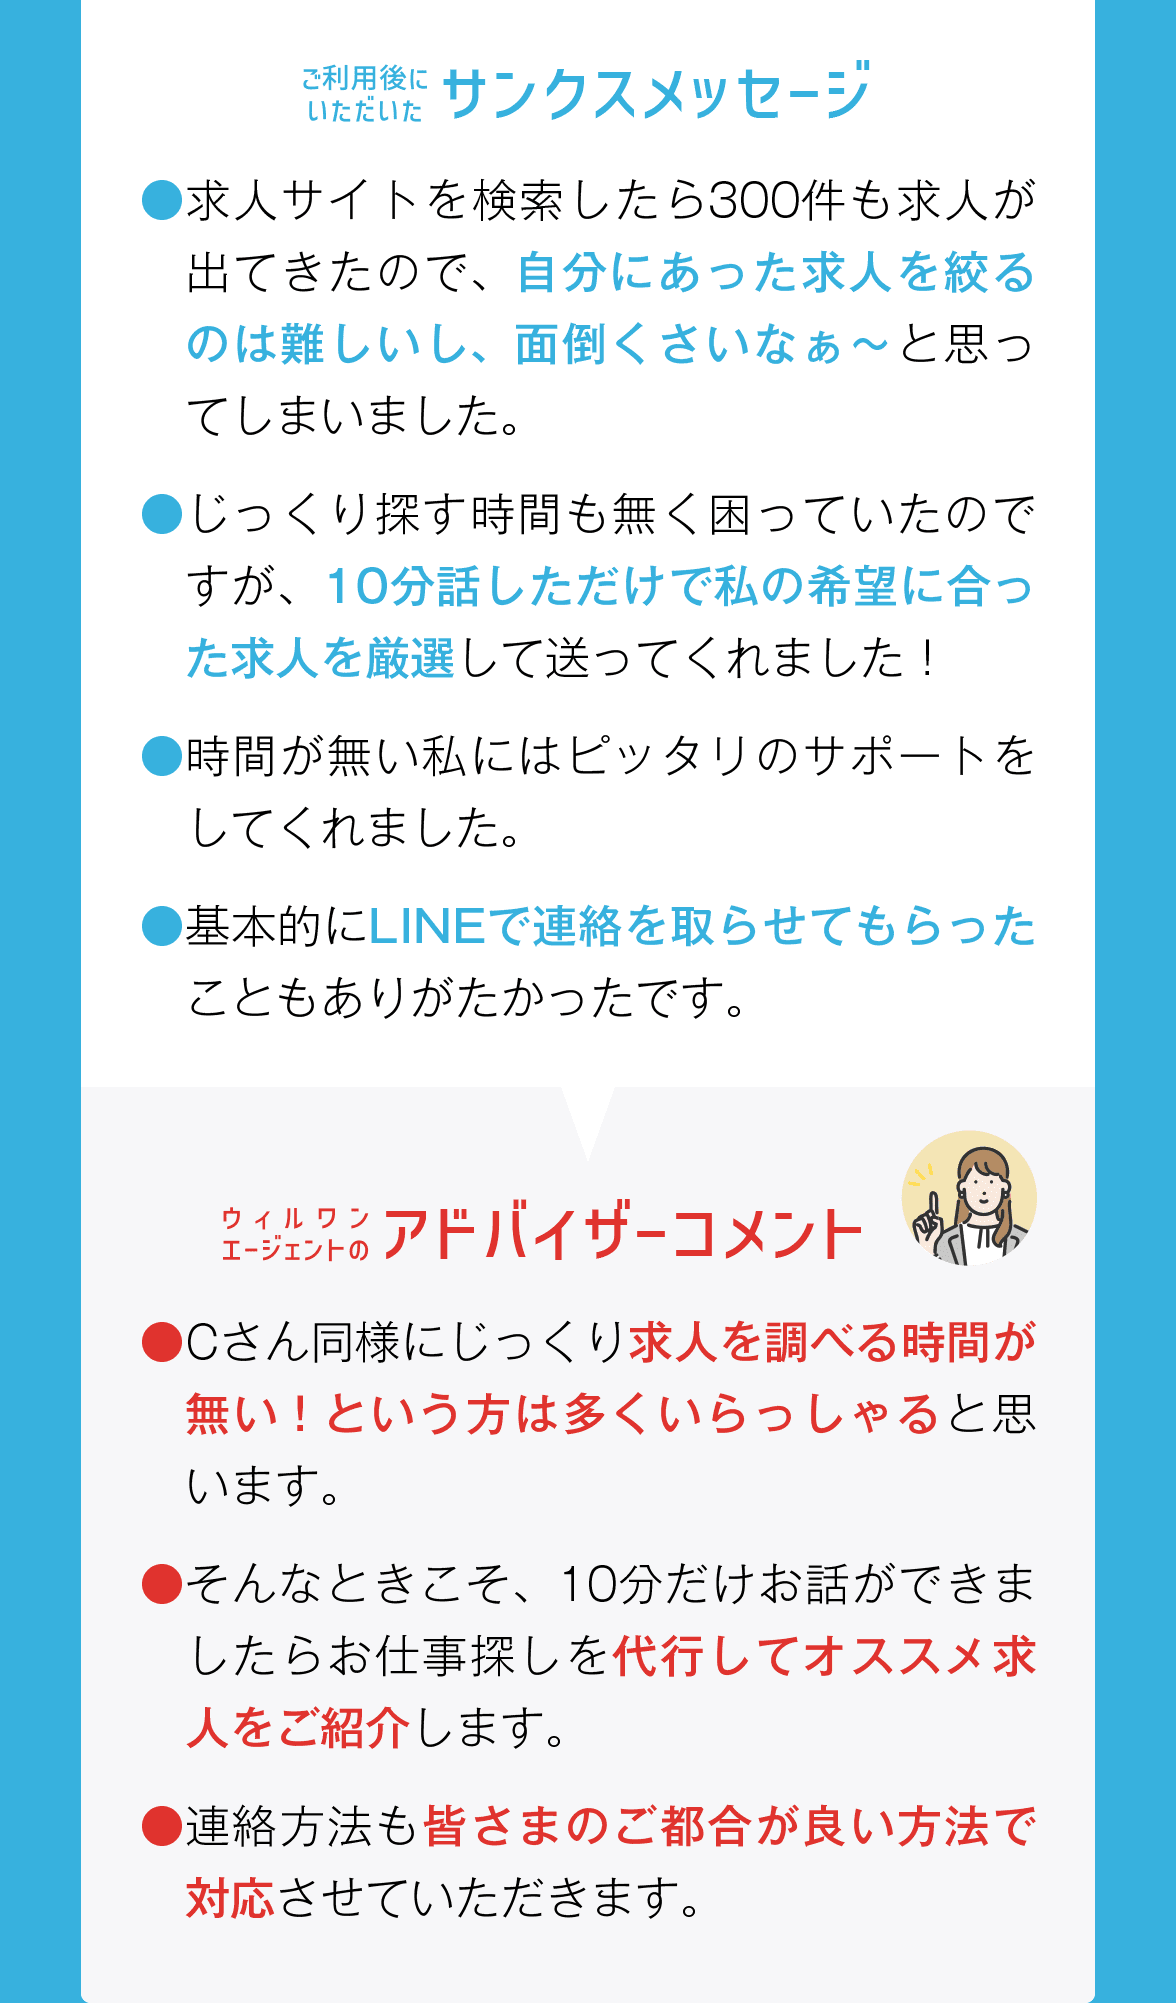 ご利用後に
いただいた
サンクスメッセージ
●求人サイトを検索したら300件も求人が
出てきたので、自分にあった求人を絞る
のは難しいし、面倒くさいなぁ～と思っ
てしまいました。
●じっくり探す時間も無く困っていたので
すが、10分話しただけで私の希望に合っ
た求人を厳選して送ってくれました！
●時間が無い私にはピッタリのサポートを
してくれました。
●基本的にLINEで連絡を取らせてもらった
こともありがたかったです。
ウィルワン
エージェントの
アドバイザーコメント
●Cさん同様にじっくり求人を調べる時間が
無い！という方は多くいらっしゃると思
います。
●そんなときこそ、10分だけお話ができま
したらお仕事探しを代行してオススメ求
人をご紹介します。
●連絡方法も皆さまのご都合が良い方法で
対応させていただきます。